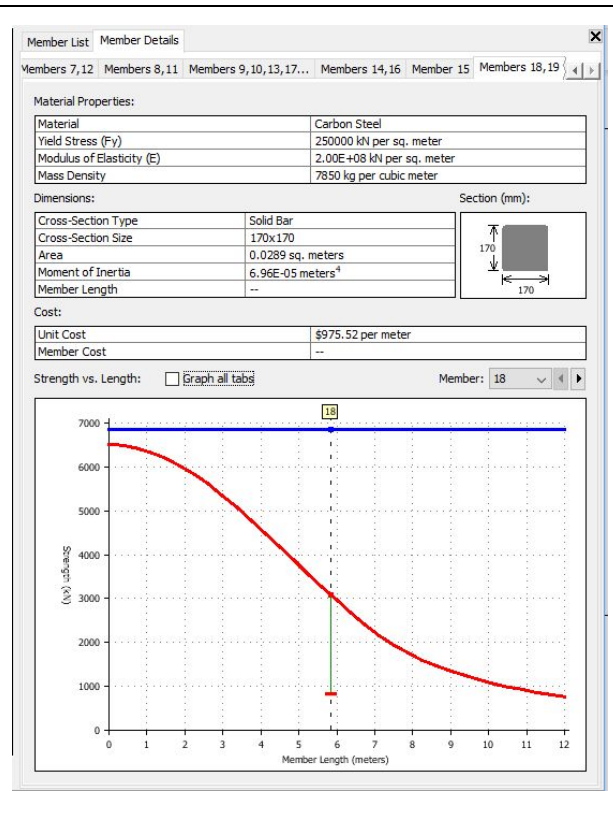 Member List Member Details
Members 7,12 Members 8,11 Members 9,10,13,17... Members 14,16 Member 15 Members 18,19
Material Properties:
Material Carbon Steel
Yield Stress (Fy) 250000 kN per sq. meter
Modulus of Elasticity (E) 2.00E+08 kN per sq. meter
Mass Density 7850 kg per cubic meter
Dimensions: Section (mm):
Cross-Section Type Solid Bar
Cross-Section Size 170x170
Area 0.0289 sq. meters
Moment of Inertia 6.96E-05 meters⁴
Member Length --
170
170
Cost:
Unit Cost $975.52 per meter
Member Cost --
Strength vs. Length: Graph all tabs Member: 18
18
7000
6000
5000
4000
3000
2000
1000
0
Strength (kN)
0 1 2 3 4 5 6 7 8 9 10 11 12
Member Length (meters)